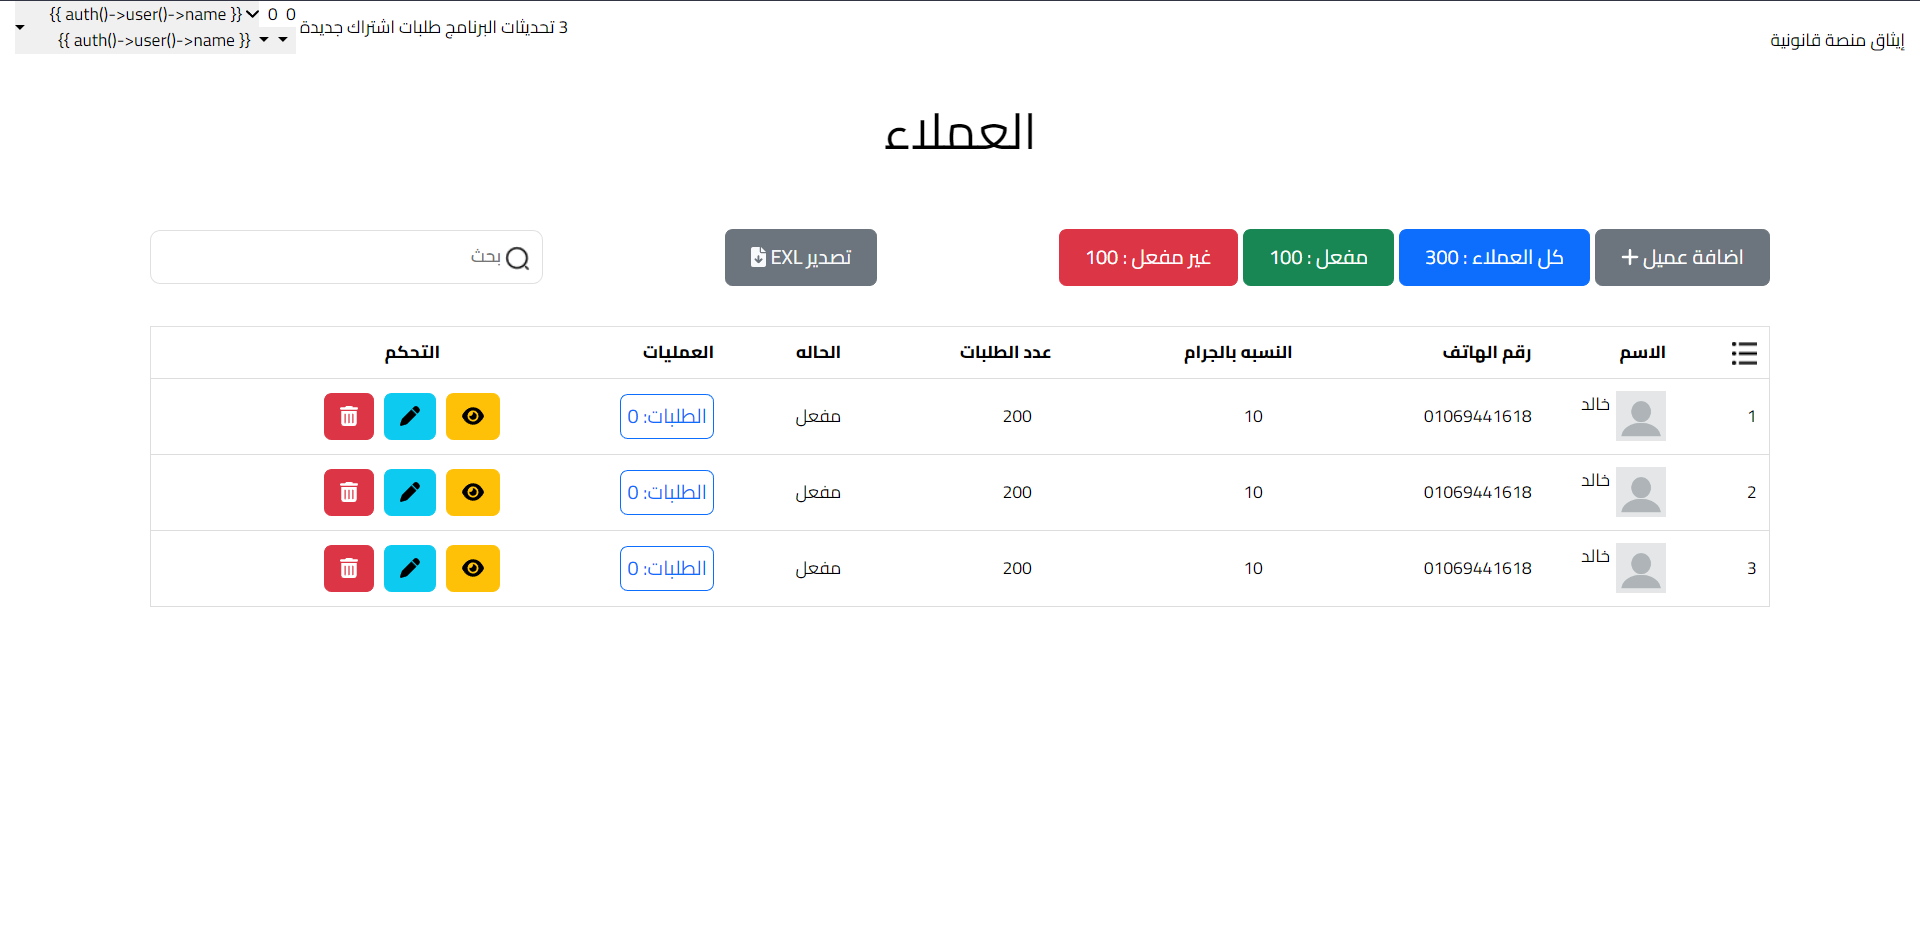 إيثاق منصة قانونية
3 تحديثات البرنامج طلبات اشتراك جديدة
0 0
{{ auth()->user()->name }}
{{ auth()->user()->name }}
العملاء
اضافة عميل
كل العملاء : 300
مفعل : 100
غير مفعل : 100
تصدير EXL
بحث
الاسم رقم الهاتف النسبه بالجرام عدد الطلبات الحاله العمليات التحكم
1 خالد 01069441618 10 200 مفعل الطلبات: 0
2 خالد 01069441618 10 200 مفعل الطلبات: 0
3 خالد 01069441618 10 200 مفعل الطلبات: 0